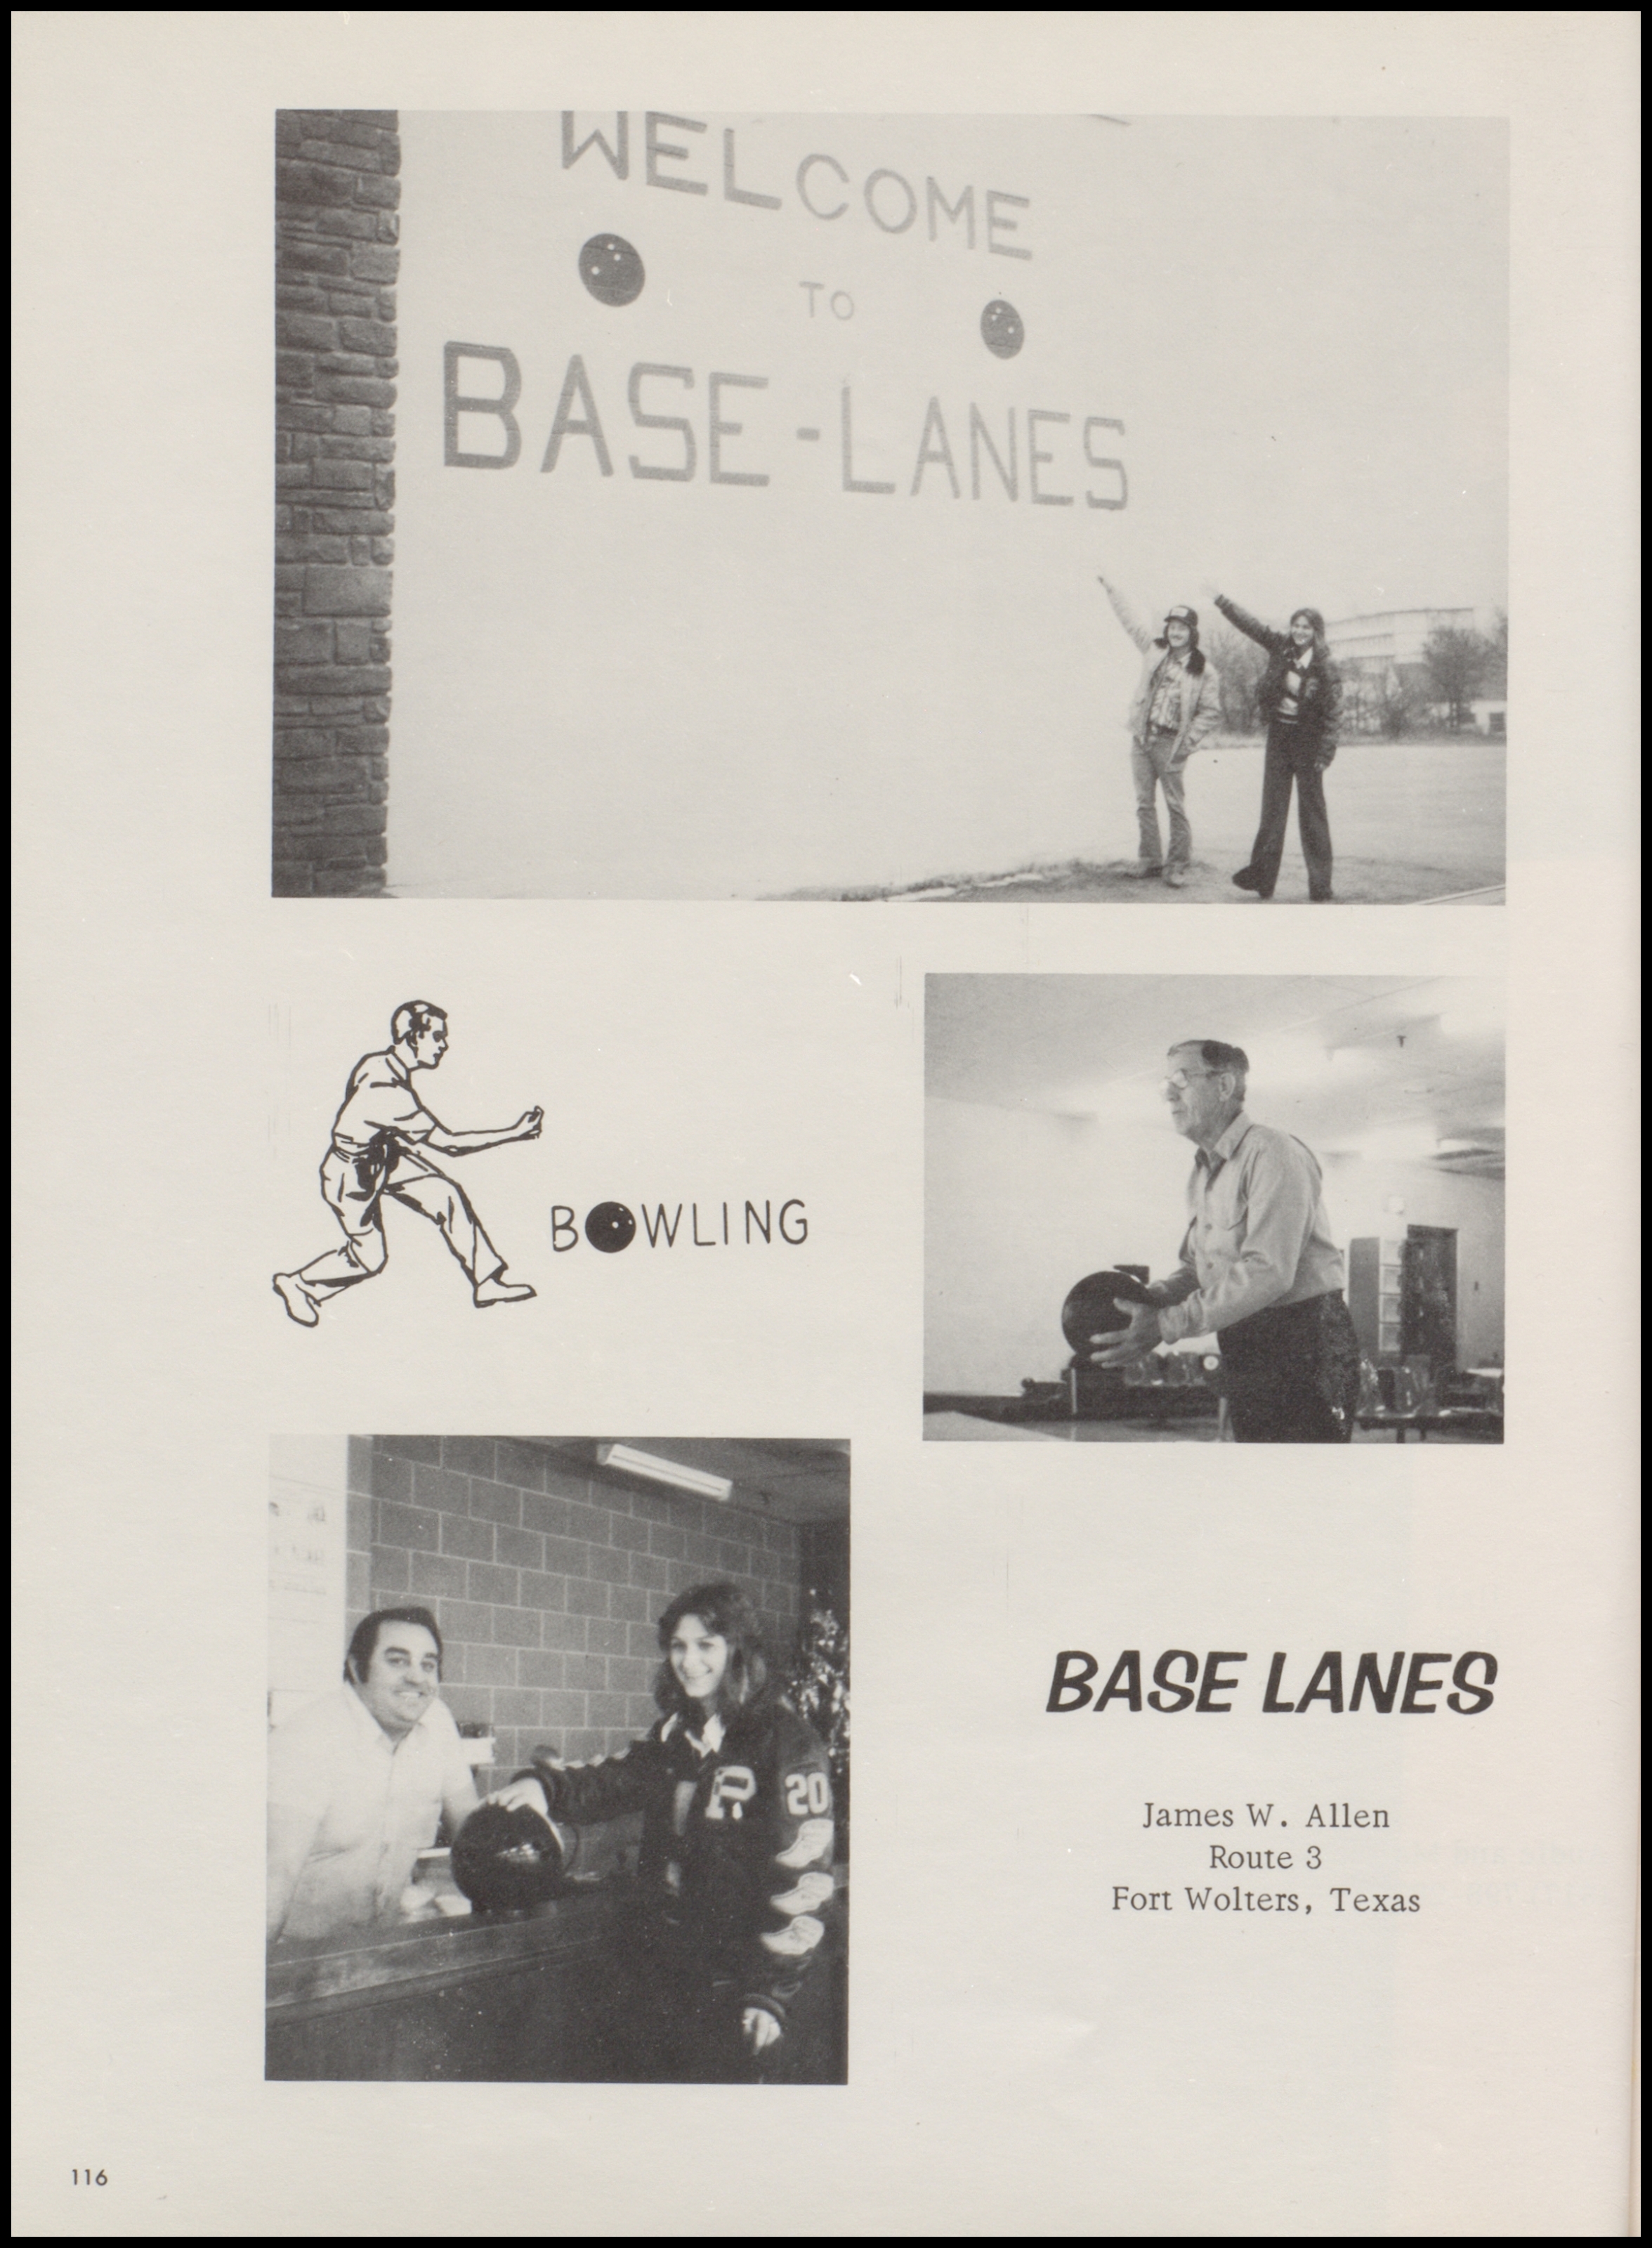 WELCOME
TO
BASE-LANES
BOWLING
P
20
BASE LANES
James W. Allen
Route 3
Fort Wolters, Texas
116